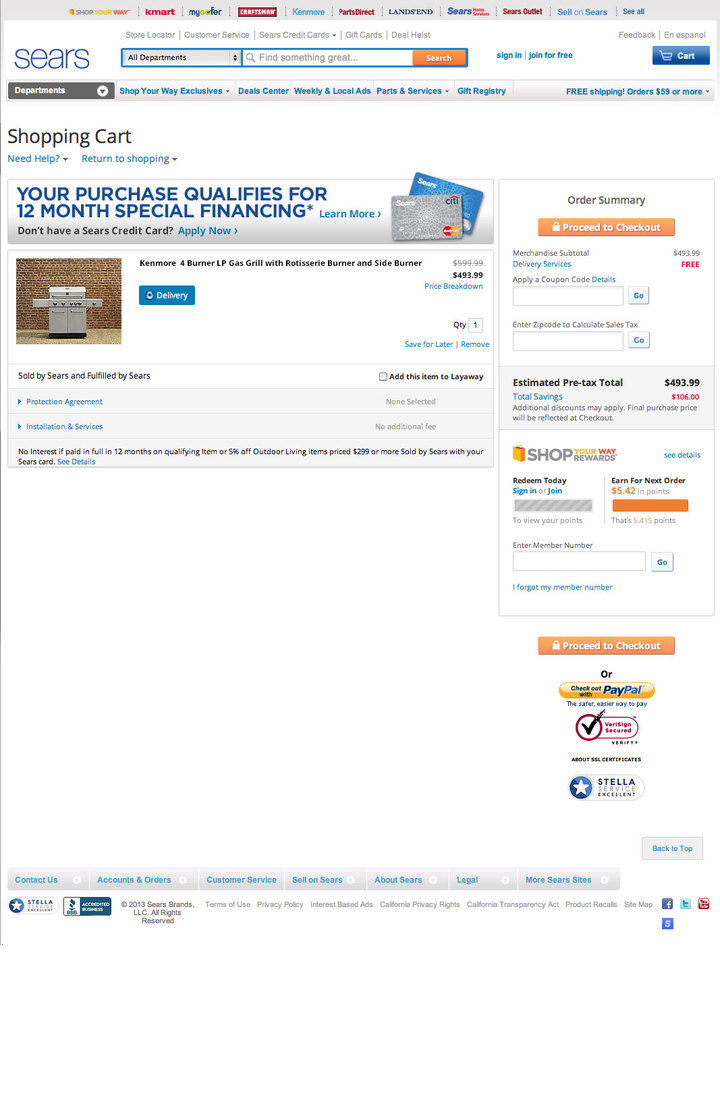 SHOP YOUR WAY
kmart
mygofer
CRAFTSMAN
Kenmore
PartsDirect
LANDS'END
Sears Home Services
Sears Outlet
Sell on Sears
See all
Store Locator | Customer Service | Sears Credit Cards | Gift Cards | Deal Heist
Feedback | En espanol
sears
All Departments
Find something great...
Search
sign in | join for free
Cart
Departments
Shop Your Way Exclusives
Deals Center
Weekly & Local Ads
Parts & Services
Gift Registry
FREE shipping! Orders $59 or more
Shopping Cart
Need Help?
Return to shopping
YOUR PURCHASE QUALIFIES FOR
12 MONTH SPECIAL FINANCING* Learn More ›
Don't have a Sears Credit Card? Apply Now ›
Sears
citi
Sears
MasterCard
Kenmore 4 Burner LP Gas Grill with Rotisserie Burner and Side Burner
$599.99
$493.99
Price Breakdown
Delivery
Qty 1
Save for Later | Remove
Sold by Sears and Fulfilled by Sears
Add this item to Layaway
Protection Agreement
None Selected
Installation & Services
No additional fee
No Interest if paid in full in 12 months on qualifying Item or 5% off Outdoor Living items priced $299 or more Sold by Sears with your
Sears card. See Details
Order Summary
Proceed to Checkout
Merchandise Subtotal $493.99
Delivery Services FREE
Apply a Coupon Code Details
Go
Enter Zipcode to Calculate Sales Tax
Go
Estimated Pre-tax Total $493.99
Total Savings $106.00
Additional discounts may apply. Final purchase price
will be reflected at Checkout.
SHOP YOUR WAY REWARDS
see details
Redeem Today
Sign in or Join
To view your points
Earn For Next Order
$5.42 in points
That's 5,415 points
Enter Member Number
Go
I forgot my member number
Proceed to Checkout
Or
Check out with PayPal
The safer, easier way to pay
VeriSign
Secured
VERIFY
ABOUT SSL CERTIFICATES
STELLA
SERVICE
EXCELLENT
Back to Top
Contact Us
Accounts & Orders
Customer Service
Sell on Sears
About Sears
Legal
More Sears Sites
STELLA
SERVICE
EXCELLENT
BBB
ACCREDITED
BUSINESS
© 2013 Sears Brands,
LLC. All Rights
Reserved
Terms of Use
Privacy Policy
Interest Based Ads
California Privacy Rights
California Transparency Act
Product Recalls
Site Map
f
t
You Tube
S